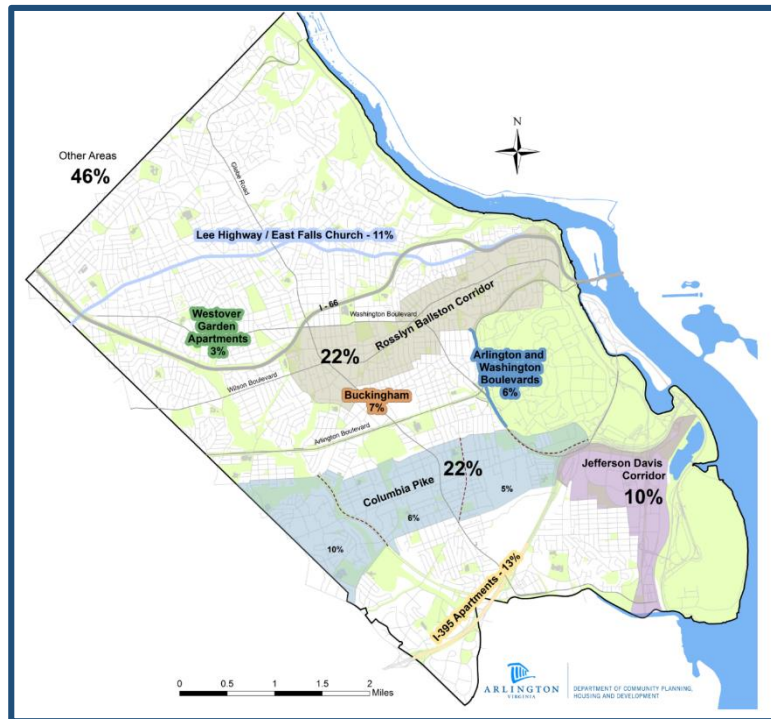 N
Other Areas
46%
Globe Road
Lee Highway / East Falls Church - 11%
I - 66
Westover
Garden
Apartments
3%
Washington Boulevard
Rosslyn Ballston Corridor
22%
Wilson Boulevard
Arlington and
Washington
Boulevards
6%
Buckingham
7%
Arlington Boulevard
22%
Columbia Pike
Jefferson Davis
Corridor
10%
5%
6%
10%
I-395 Apartments - 13%
0 0.5 1 1.5 2
Miles
ARLINGTON
VIRGINIA
DEPARTMENT OF COMMUNITY PLANNING,
HOUSING AND DEVELOPMENT